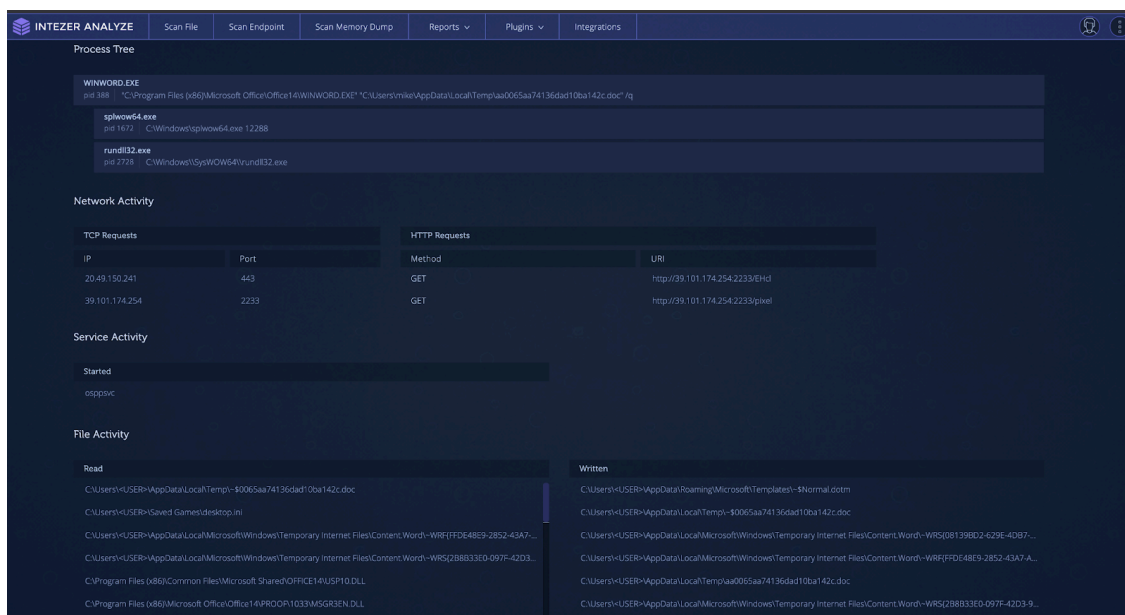 INTEZER ANALYZE Scan File Scan Endpoint Scan Memory Dump Reports Plugins Integrations
Process Tree
WINWORD.EXE
pid 388 "C:\Program Files (x86)\Microsoft Office\Office14\WINWORD.EXE" "C:\Users\mike\AppData\Local\Temp\aa0065aa74136dad10ba142c.doc" /q
splwow64.exe
pid 1672 C:\Windows\splwow64.exe 12288
rundll32.exe
pid 2728 C:\Windows\\SysWOW64\\rundll32.exe
Network Activity
TCP Requests HTTP Requests
IP Port Method URI
20.49.150.241 443 GET http://39.101.174.254:2233/EHcl
39.101.174.254 2233 GET http://39.101.174.254:2233/pixel
Service Activity
Started
osppsvc
File Activity
Read Written
C:\Users\<USER>\AppData\Local\Temp\~$0065aa74136dad10ba142c.doc C:\Users\<USER>\AppData\Roaming\Microsoft\Templates\~$Normal.dotm
C:\Users\<USER>\Saved Games\desktop.ini C:\Users\<USER>\AppData\Local\Temp\~$0065aa74136dad10ba142c.doc
C:\Users\<USER>\AppData\Local\Microsoft\Windows\Temporary Internet Files\Content.Word\~WRF{FFDE48E9-2852-43A7-... C:\Users\<USER>\AppData\Local\Microsoft\Windows\Temporary Internet Files\Content.Word\~WRS{08139BD2-629E-4DB7-...
C:\Users\<USER>\AppData\Local\Microsoft\Windows\Temporary Internet Files\Content.Word\~WRS{2B8B33E0-097F-42D3... C:\Users\<USER>\AppData\Local\Microsoft\Windows\Temporary Internet Files\Content.Word\~WRF{FFDE48E9-2852-43A7-A...
C:\Program Files (x86)\Common Files\Microsoft Shared\OFFICE14\USP10.DLL C:\Users\<USER>\AppData\Local\Temp\aa0065aa74136dad10ba142c.doc
C:\Program Files (x86)\Microsoft Office\Office14\PROOF\1033\MSGR3EN.DLL C:\Users\<USER>\AppData\Local\Microsoft\Windows\Temporary Internet Files\Content.Word\~WRS{2B8B33E0-097F-42D3-9...